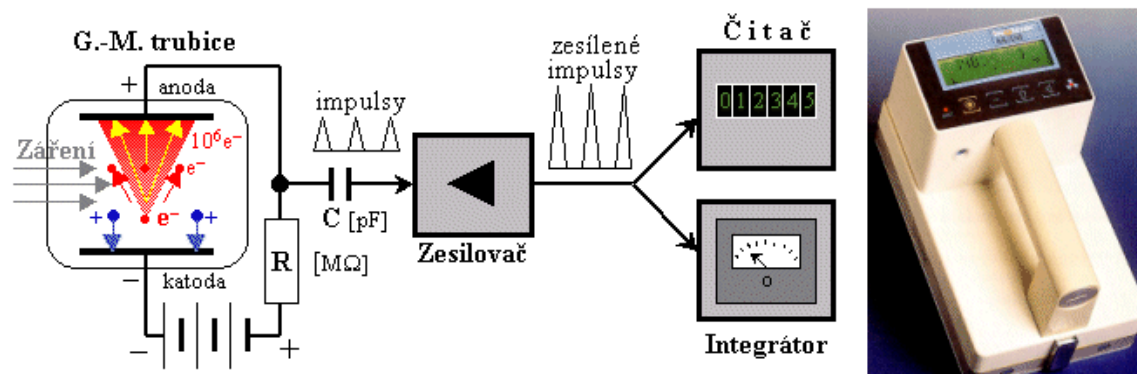 G.-M. trubice
+
anoda
Záření
10⁶e⁻
e⁻
e⁻
+
+
−
katoda
−
+
R
[MΩ]
impulsy
C [pF]
Zesilovač
zesílené
impulsy
Čitač
012345
0
Integrátor